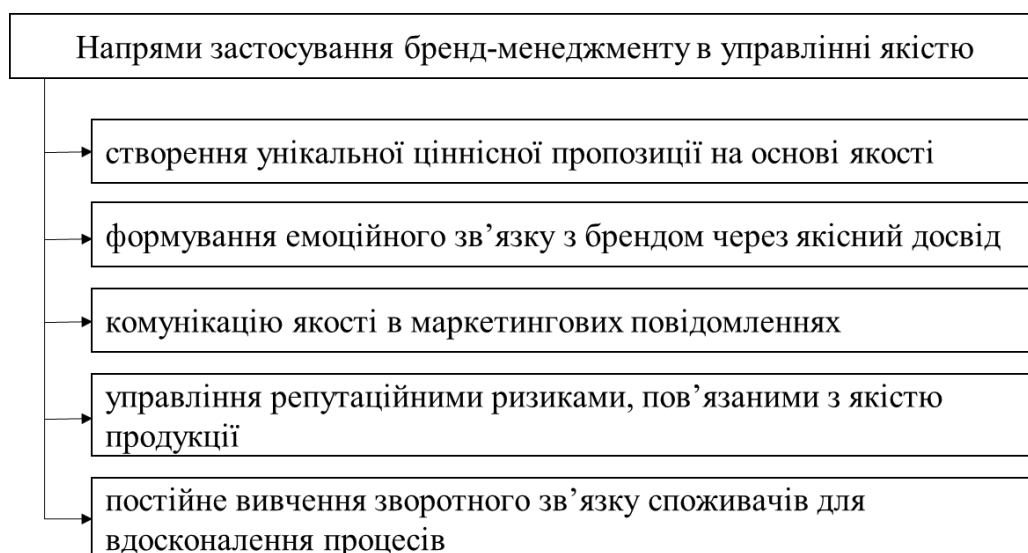 Напрями застосування бренд-менеджменту в управлінні якістю
створення унікальної ціннісної пропозиції на основі якості
формування емоційного зв’язку з брендом через якісний досвід
комунікацію якості в маркетингових повідомленнях
управління репутаційними ризиками, пов’язаними з якістю
продукції
постійне вивчення зворотного зв’язку споживачів для
вдосконалення процесів